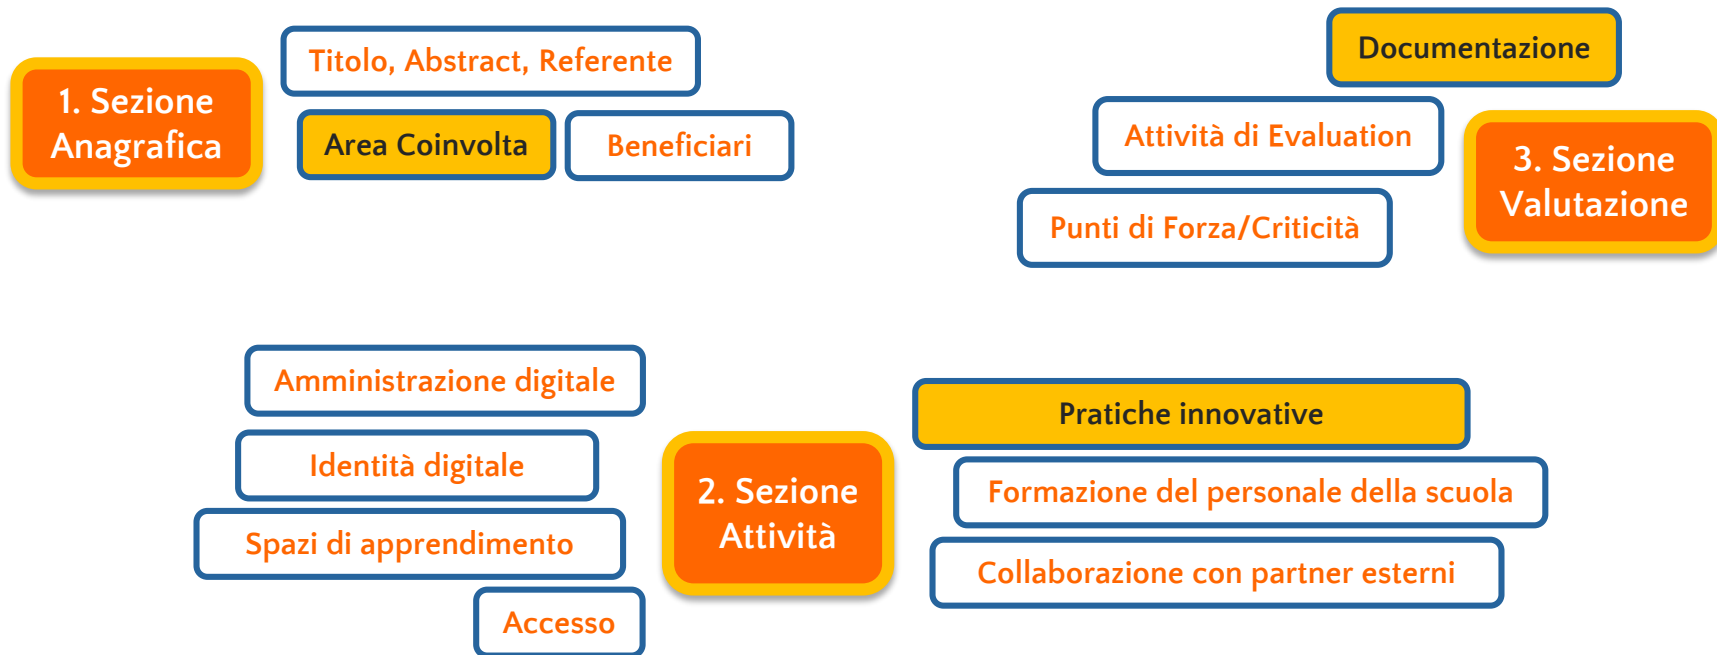 1. Sezione
Anagrafica
Titolo, Abstract, Referente
Area Coinvolta
Beneficiari
Documentazione
Attività di Evaluation
Punti di Forza/Criticità
3. Sezione
Valutazione
Amministrazione digitale
Identità digitale
Spazi di apprendimento
Accesso
2. Sezione
Attività
Pratiche innovative
Formazione del personale della scuola
Collaborazione con partner esterni